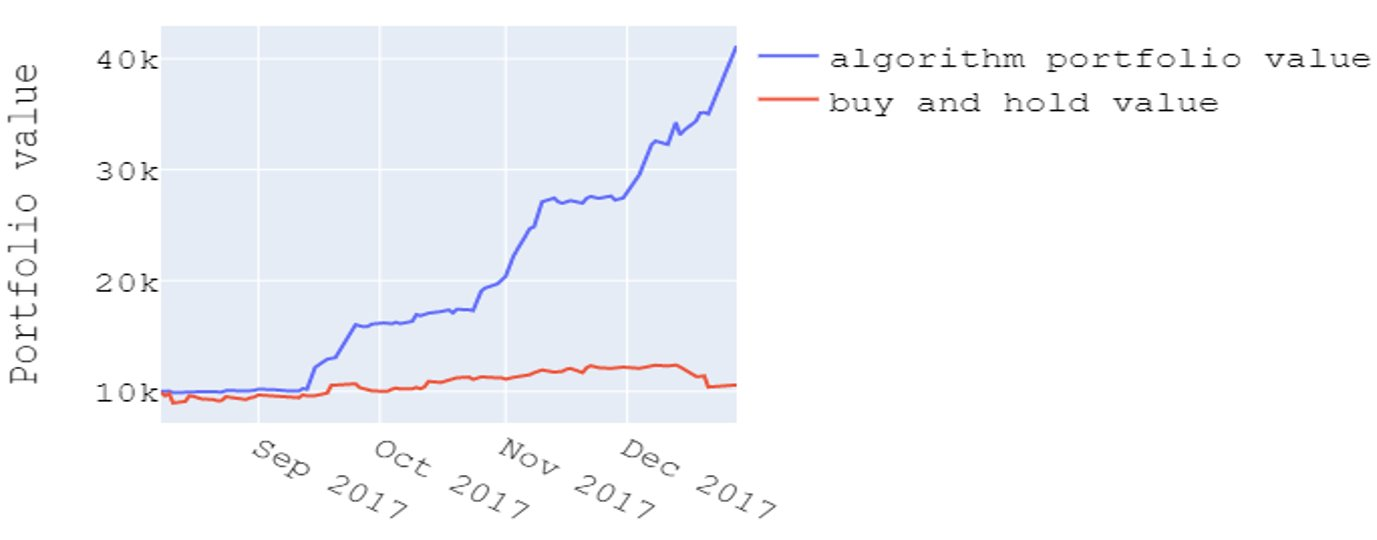 Portfolio value
40k
30k
20k
10k
Sep 2017
Oct 2017
Nov 2017
Dec 2017
algorithm portfolio value
buy and hold value